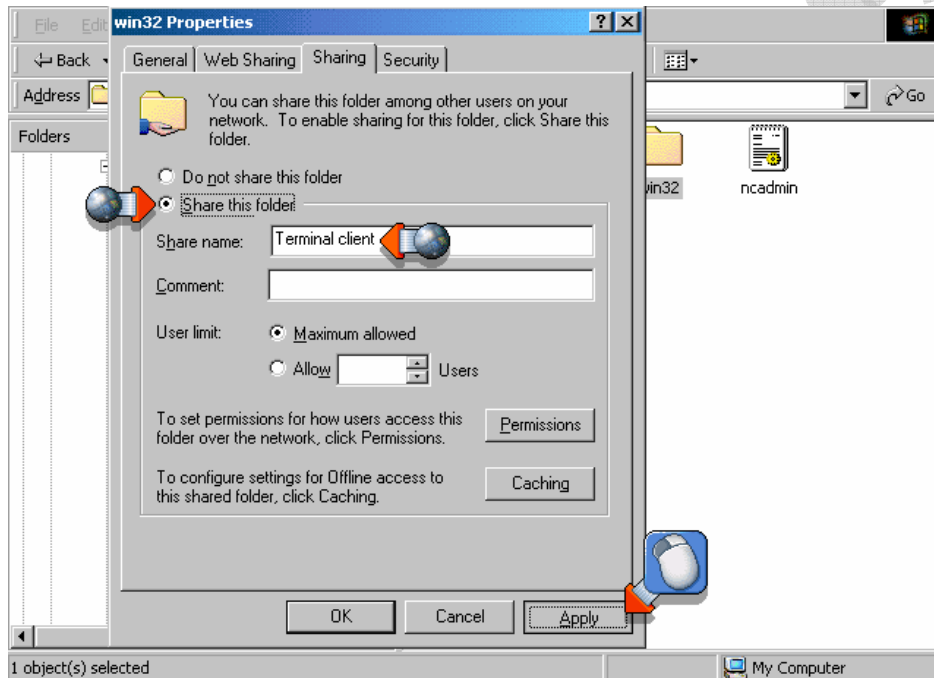 File Edit
win32 Properties
Back
General Web Sharing Sharing Security
Address
Go
Folders
You can share this folder among other users on your
network. To enable sharing for this folder, click Share this
folder.
Do not share this folder
win32
ncadmin
Share this folder
Share name: Terminal client
Comment:
User limit: Maximum allowed
Allow Users
To set permissions for how users access this
folder over the network, click Permissions.
Permissions
To configure settings for Offline access to
this shared folder, click Caching.
Caching
OK Cancel Apply
1 object(s) selected
My Computer